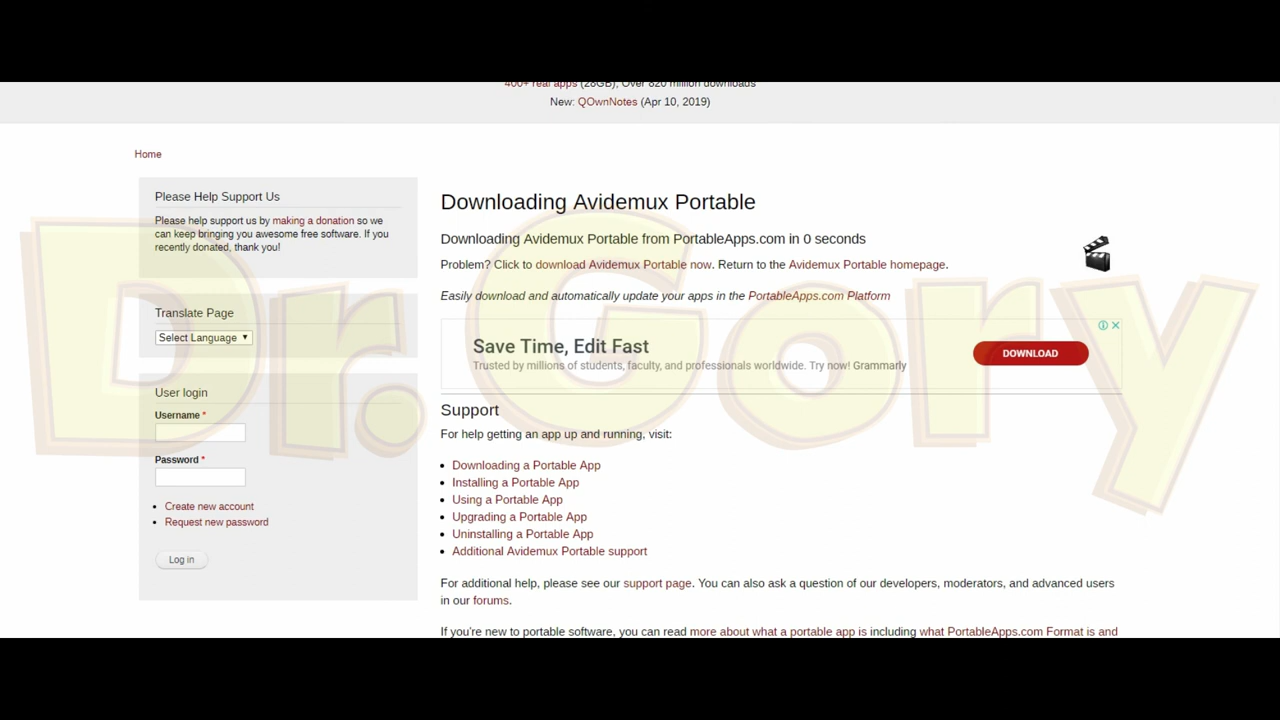 400+ real apps (28GB), Over 820 million downloads
New: QOwnNotes (Apr 10, 2019)
Home
Please Help Support Us
Please help support us by making a donation so we
can keep bringing you awesome free software. If you
recently donated, thank you!
Translate Page
Select Language ▼
User login
Username *
Password *
Create new account
Request new password
Log in
Downloading Avidemux Portable
Downloading Avidemux Portable from PortableApps.com in 0 seconds
Problem? Click to download Avidemux Portable now. Return to the Avidemux Portable homepage.
Easily download and automatically update your apps in the PortableApps.com Platform
Save Time, Edit Fast
Trusted by millions of students, faculty, and professionals worldwide. Try now! Grammarly
DOWNLOAD
Support
For help getting an app up and running, visit:
Downloading a Portable App
Installing a Portable App
Using a Portable App
Upgrading a Portable App
Uninstalling a Portable App
Additional Avidemux Portable support
For additional help, please see our support page. You can also ask a question of our developers, moderators, and advanced users
in our forums.
If you're new to portable software, you can read more about what a portable app is including what PortableApps.com Format is and
Dr. Gory